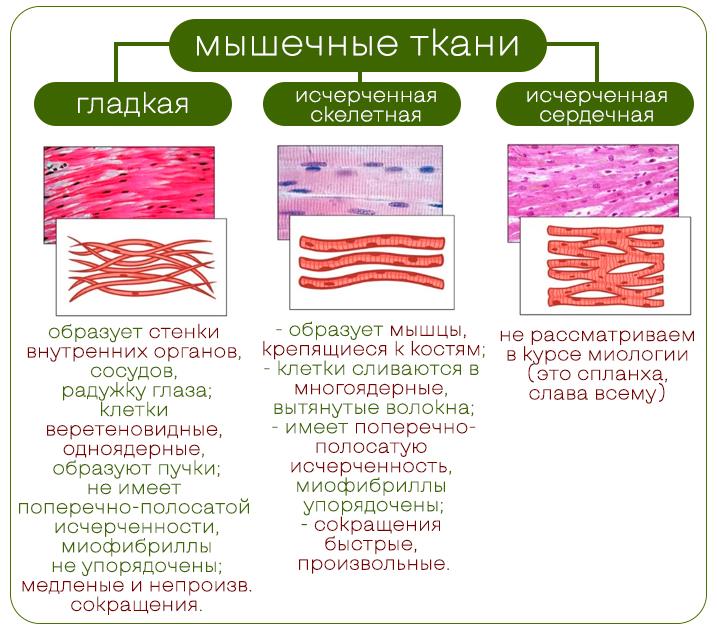 мышечные ткани
гладкая
исчерченная
скелетная
исчерченная
сердечная
образует стенки
внутренних органов,
сосудов,
радужку глаза;
клетки
веретеновидные,
одноядерные,
образуют пучки;
не имеет
поперечно-полосатой
исчерченности,
миофибриллы
не упорядочены;
медленые и непроизв.
сокращения.
- образует мышцы,
крепящиеся к костям;
- клетки сливаются в
многоядерные,
вытянутые волокна;
- имеет поперечно-
полосатую
исчерченность,
миофибриллы
упорядочены;
- сокращения
быстрые,
произвольные.
не рассматриваем
в курсе миологии
(это спланха,
слава всему)